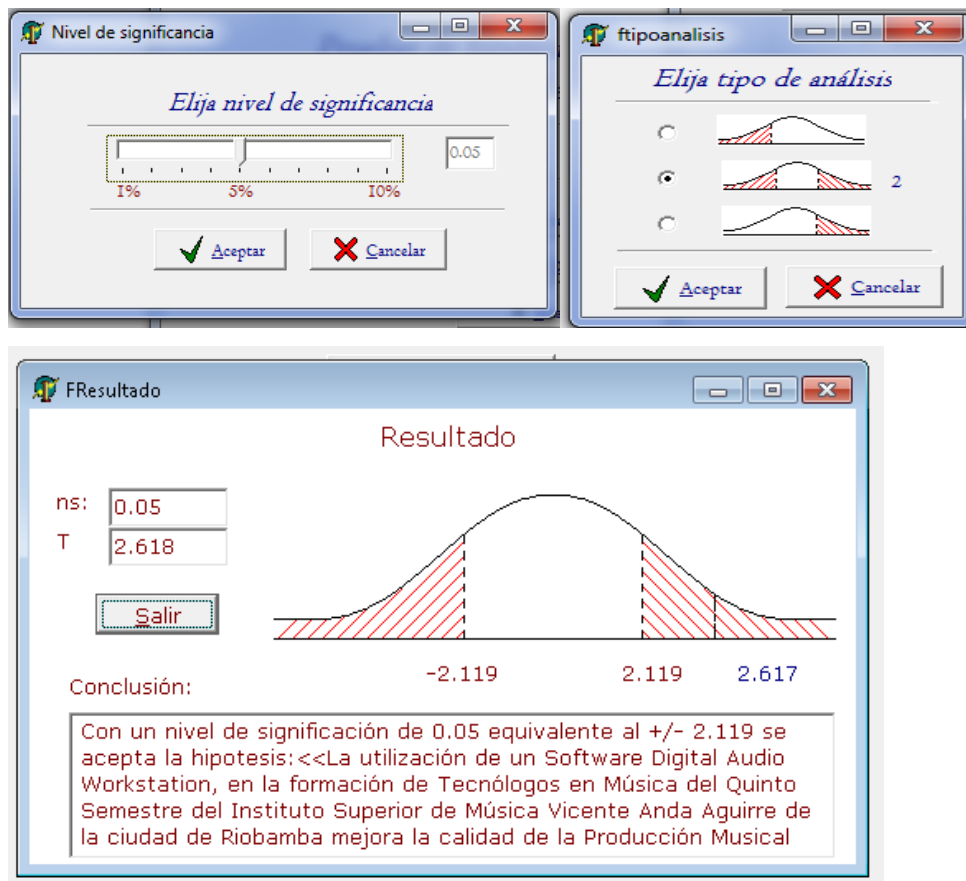 Nivel de significancia
Elija nivel de significancia
0.05
1% 5% 10%
Aceptar Cancelar
ftipoanalisis
Elija tipo de análisis
2
Aceptar Cancelar
FResultado
Resultado
ns: 0.05
T 2.618
Salir
-2.119 2.119 2.617
Conclusión:
Con un nivel de significación de 0.05 equivalente al +/- 2.119 se
acepta la hipotesis:<<La utilización de un Software Digital Audio
Workstation, en la formación de Tecnólogos en Música del Quinto
Semestre del Instituto Superior de Música Vicente Anda Aguirre de
la ciudad de Riobamba mejora la calidad de la Producción Musical